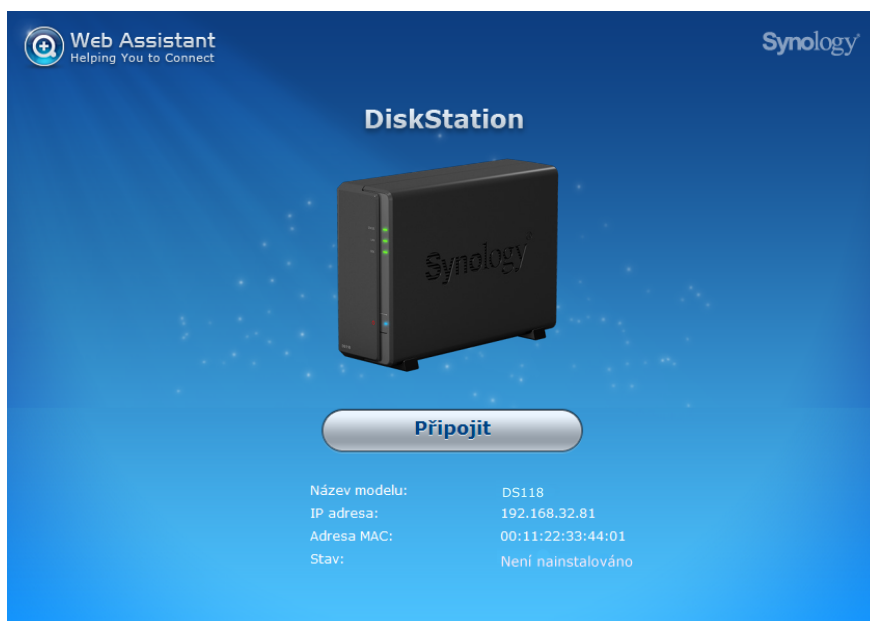 Web Assistant
Helping You to Connect
Synology
DiskStation
Synology
Připojit
Název modelu: DS118
IP adresa: 192.168.32.81
Adresa MAC: 00:11:22:33:44:01
Stav: Není nainstalováno